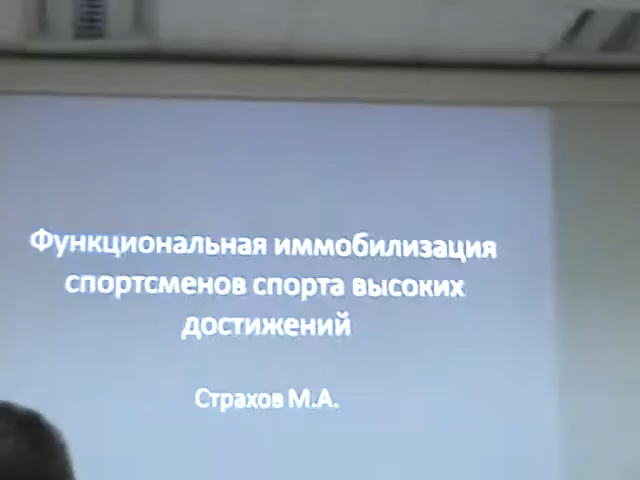 Функциональная иммобилизация
спортсменов спорта высоких
достижений
Страхов М.А.